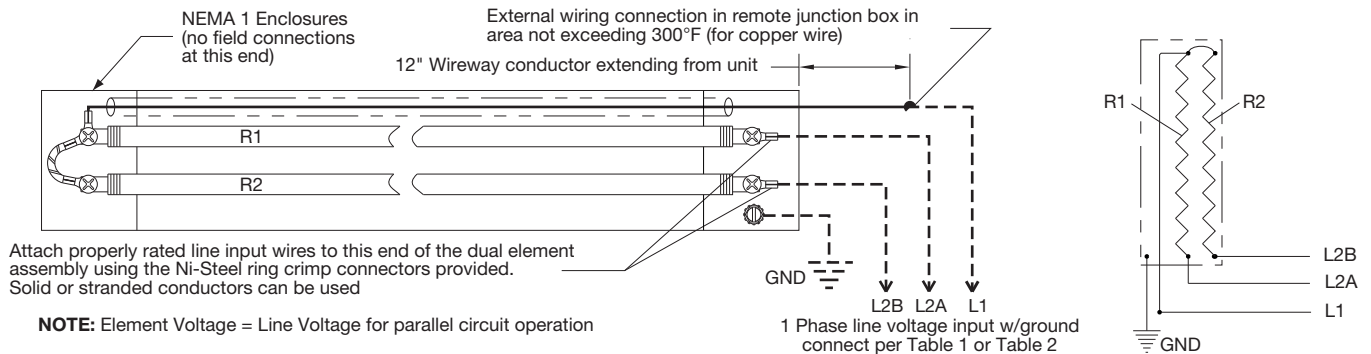 NEMA 1 Enclosures
(no field connections
at this end)
External wiring connection in remote junction box in
area not exceeding 300°F (for copper wire)
12" Wireway conductor extending from unit
R1
R2
Attach properly rated line input wires to this end of the dual element
assembly using the Ni-Steel ring crimp connectors provided.
Solid or stranded conductors can be used
GND
L2B L2A L1
1 Phase line voltage input w/ground
connect per Table 1 or Table 2
NOTE: Element Voltage = Line Voltage for parallel circuit operation
R1
R2
L2B
L2A
L1
GND